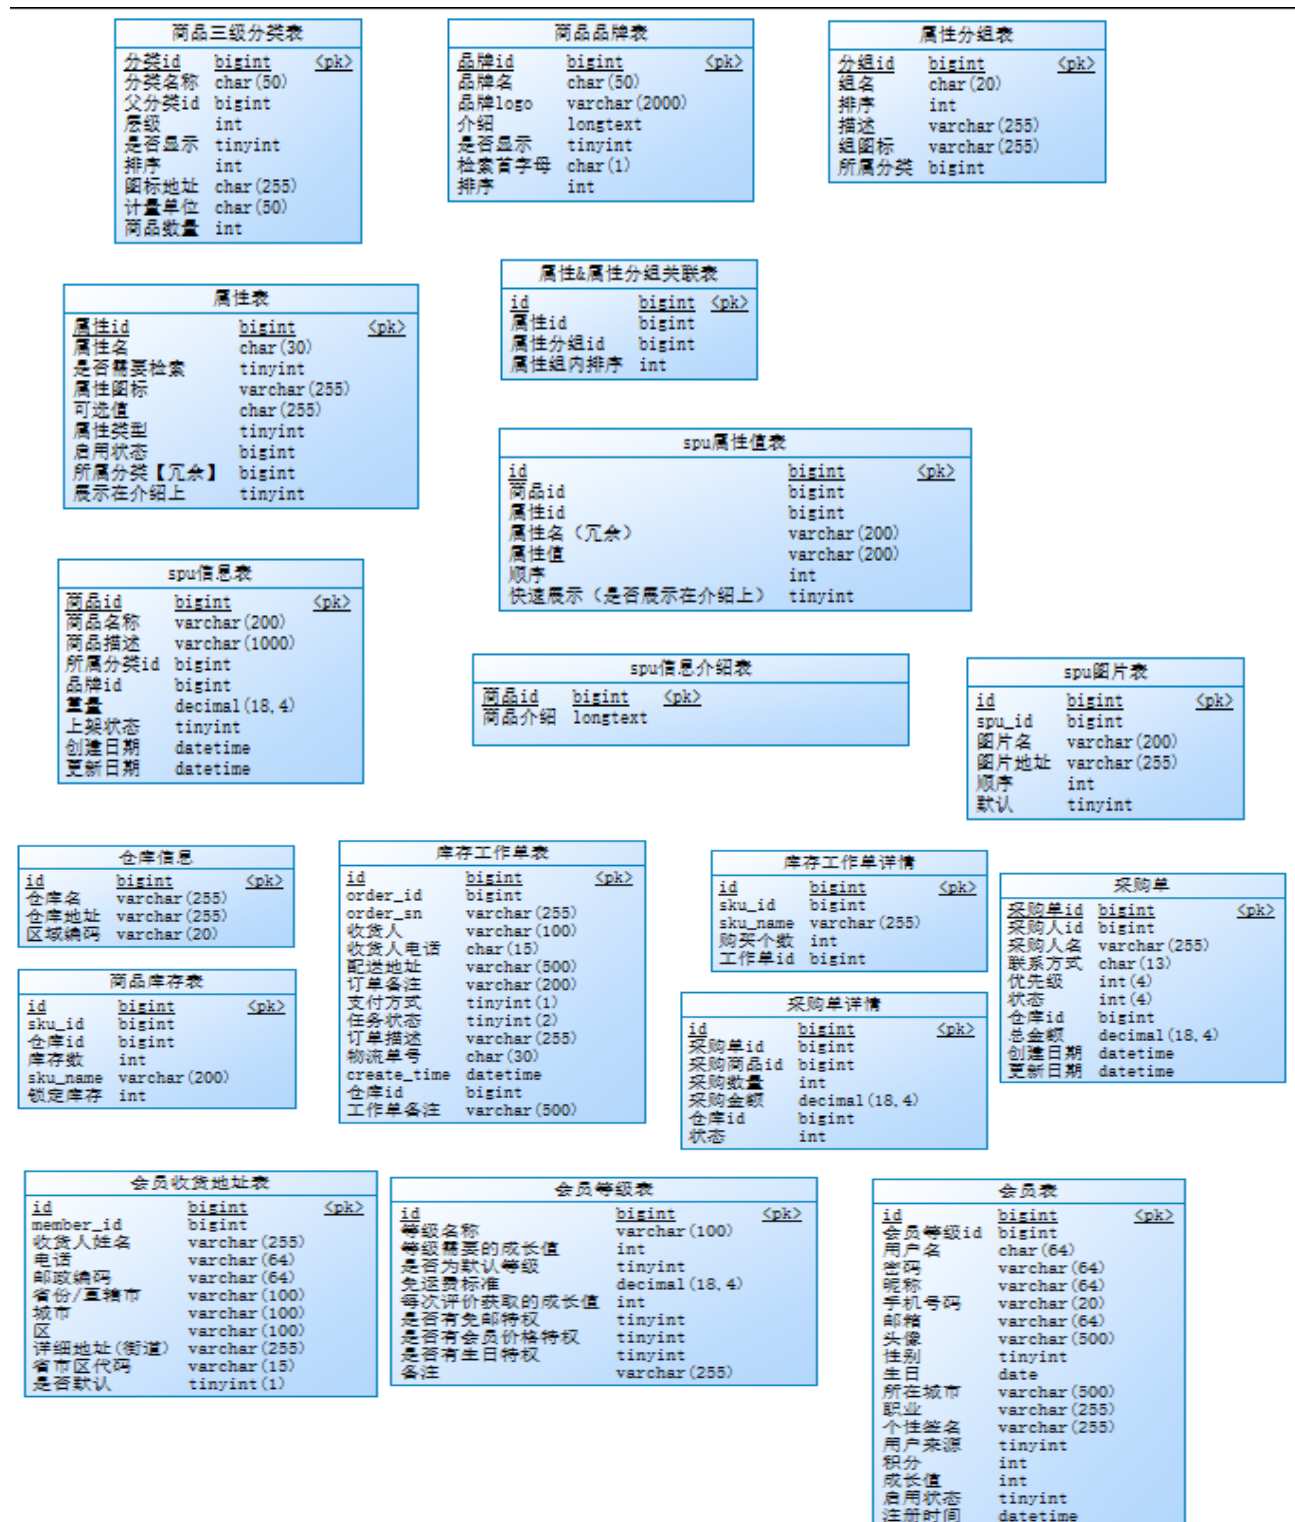 商品三级分类表
分类id bigint <pk>
分类名称 char(50)
父分类id bigint
层级 int
是否显示 tinyint
排序 int
图标地址 char(255)
计量单位 char(50)
商品数量 int
商品品牌表
品牌id bigint <pk>
品牌名 char(50)
品牌logo varchar(2000)
介绍 longtext
是否显示 tinyint
检索首字母 char(1)
排序 int
属性分组表
分组id bigint <pk>
组名 char(20)
排序 int
描述 varchar(255)
组图标 varchar(255)
所属分类 bigint
属性表
属性id bigint <pk>
属性名 char(30)
是否需要检索 tinyint
属性图标 varchar(255)
可选值 char(255)
属性类型 tinyint
启用状态 bigint
所属分类【冗余】 bigint
展示在介绍上 tinyint
属性&属性分组关联表
id bigint <pk>
属性id bigint
属性分组id bigint
属性组内排序 int
spu属性值表
id bigint <pk>
商品id bigint
属性id bigint
属性名（冗余） varchar(200)
属性值 varchar(200)
顺序 int
快速展示（是否展示在介绍上） tinyint
spu信息表
商品id bigint <pk>
商品名称 varchar(200)
商品描述 varchar(1000)
所属分类id bigint
品牌id bigint
重量 decimal(18,4)
上架状态 tinyint
创建日期 datetime
更新日期 datetime
spu信息介绍表
商品id bigint <pk>
商品介绍 longtext
spu图片表
id bigint <pk>
spu_id bigint
图片名 varchar(200)
图片地址 varchar(255)
顺序 int
默认 tinyint
仓库信息
id bigint <pk>
仓库名 varchar(255)
仓库地址 varchar(255)
区域编码 varchar(20)
商品库存表
id bigint <pk>
sku_id bigint
仓库id bigint
库存数 int
sku_name varchar(200)
锁定库存 int
库存工作单表
id bigint <pk>
order_id bigint
order_sn varchar(255)
收货人 varchar(100)
收货人电话 char(15)
配送地址 varchar(500)
订单备注 varchar(200)
支付方式 tinyint(1)
任务状态 tinyint(2)
订单描述 varchar(255)
物流单号 char(30)
create_time datetime
仓库id bigint
工作单备注 varchar(500)
库存工作单详情
id bigint <pk>
sku_id bigint
sku_name varchar(255)
购买个数 int
工作单id bigint
采购单详情
id bigint <pk>
采购单id bigint
采购商品id bigint
采购数量 int
采购金额 decimal(18,4)
仓库id bigint
状态 int
采购单
采购单id bigint <pk>
采购人id bigint
采购人名 varchar(255)
联系方式 char(13)
优先级 int(4)
状态 int(4)
仓库id bigint
总金额 decimal(18,4)
创建日期 datetime
更新日期 datetime
会员收货地址表
id bigint <pk>
member_id bigint
收货人姓名 varchar(255)
电话 varchar(64)
邮政编码 varchar(64)
省份/直辖市 varchar(100)
城市 varchar(100)
区 varchar(100)
详细地址(街道) varchar(255)
省市区代码 varchar(15)
是否默认 tinyint(1)
会员等级表
id bigint <pk>
等级名称 varchar(100)
等级需要的成长值 int
是否为默认等级 tinyint
免运费标准 decimal(18,4)
每次评价获取的成长值 int
是否有免邮特权 tinyint
是否有会员价格特权 tinyint
是否有生日特权 tinyint
备注 varchar(255)
会员表
id bigint <pk>
会员等级id bigint
用户名 char(64)
密码 varchar(64)
昵称 varchar(64)
手机号码 varchar(20)
邮箱 varchar(64)
头像 varchar(500)
性别 tinyint
生日 date
所在城市 varchar(500)
职业 varchar(255)
个性签名 varchar(255)
用户来源 tinyint
积分 int
成长值 int
启用状态 tinyint
注册时间 datetime